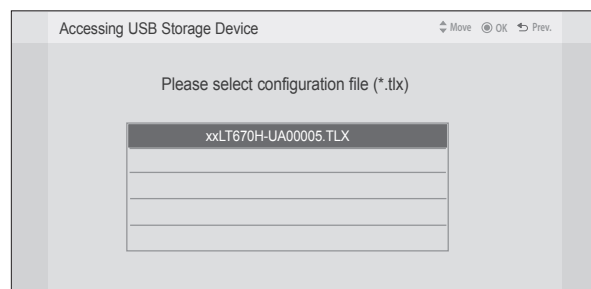 Accessing USB Storage Device Move OK Prev.
Please select configuration file (*.tlx)
xxLT670H-UA00005.TLX